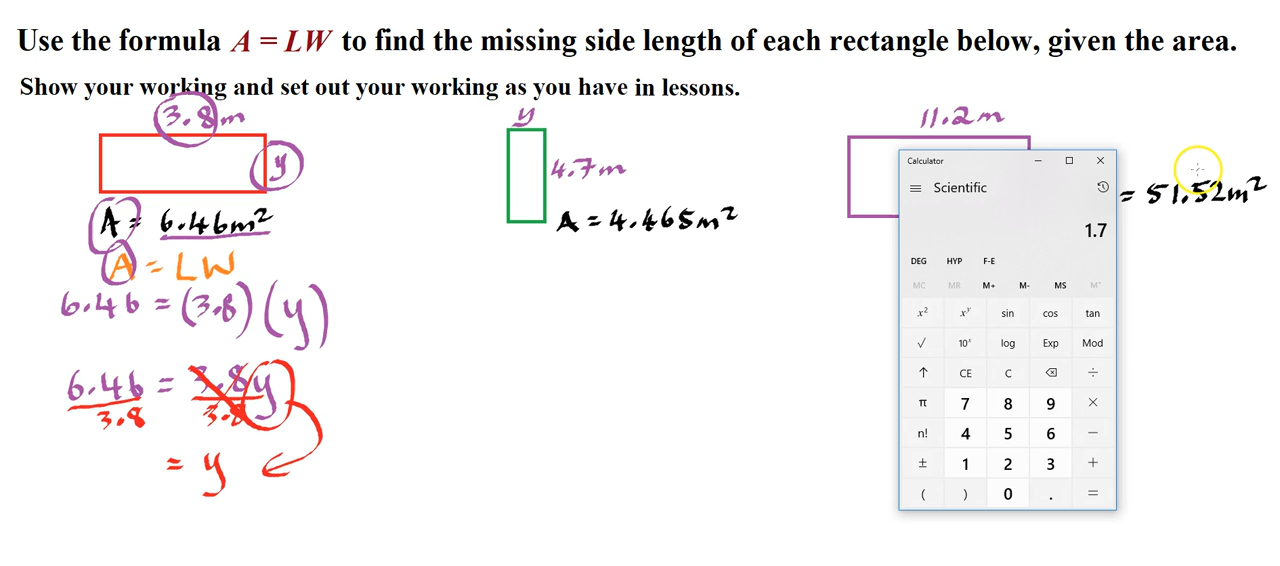 Use the formula A = LW to find the missing side length of each rectangle below, given the area.
Show your working and set out your working as you have in lessons.
3.8m
y
A = 6.46m²
A = LW
6.46 = (3.8)(y)
6.46 = 3.8y
3.8 3.8
= y
y
4.7m
A = 4.465m²
11.2m
= 51.52m²
Calculator
Scientific
1.7
DEG HYP F-E
MC MR M+ M- MS M˅
x² xʸ sin cos tan
√ 10ˣ log Exp Mod
↑ CE C ⌫ ÷
π 7 8 9 ×
n! 4 5 6 −
± 1 2 3 +
( ) 0 . =